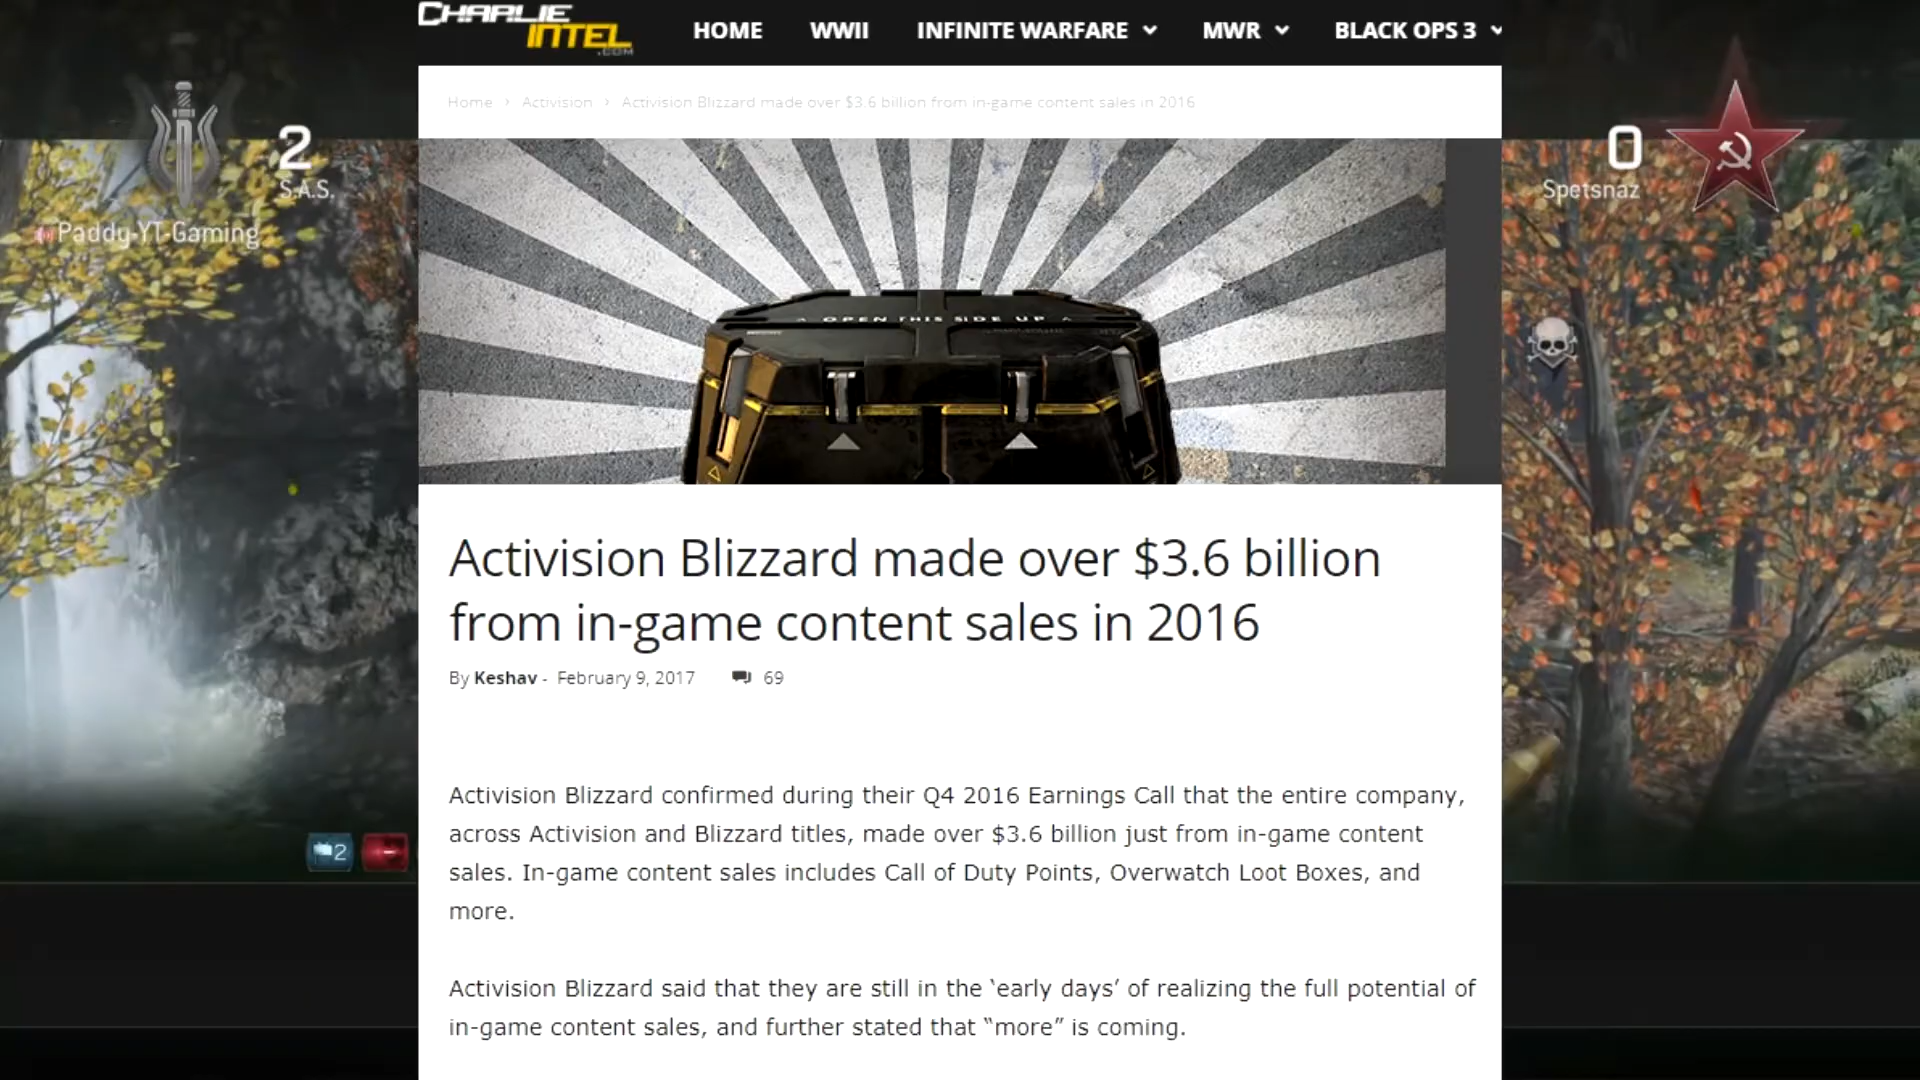 CHARLIE
INTEL
.COM
HOME WWII INFINITE WARFARE MWR BLACK OPS 3
Home › Activision › Activision Blizzard made over $3.6 billion from in-game content sales in 2016
2
S.A.S.
Paddy-YT-Gaming
0
Spetsnaz
OPEN THIS SIDE UP
Activision Blizzard made over $3.6 billion
from in-game content sales in 2016
By Keshav - February 9, 2017 69
Activision Blizzard confirmed during their Q4 2016 Earnings Call that the entire company,
across Activision and Blizzard titles, made over $3.6 billion just from in-game content
sales. In-game content sales includes Call of Duty Points, Overwatch Loot Boxes, and
more.
2
Activision Blizzard said that they are still in the ‘early days’ of realizing the full potential of
in-game content sales, and further stated that “more” is coming.